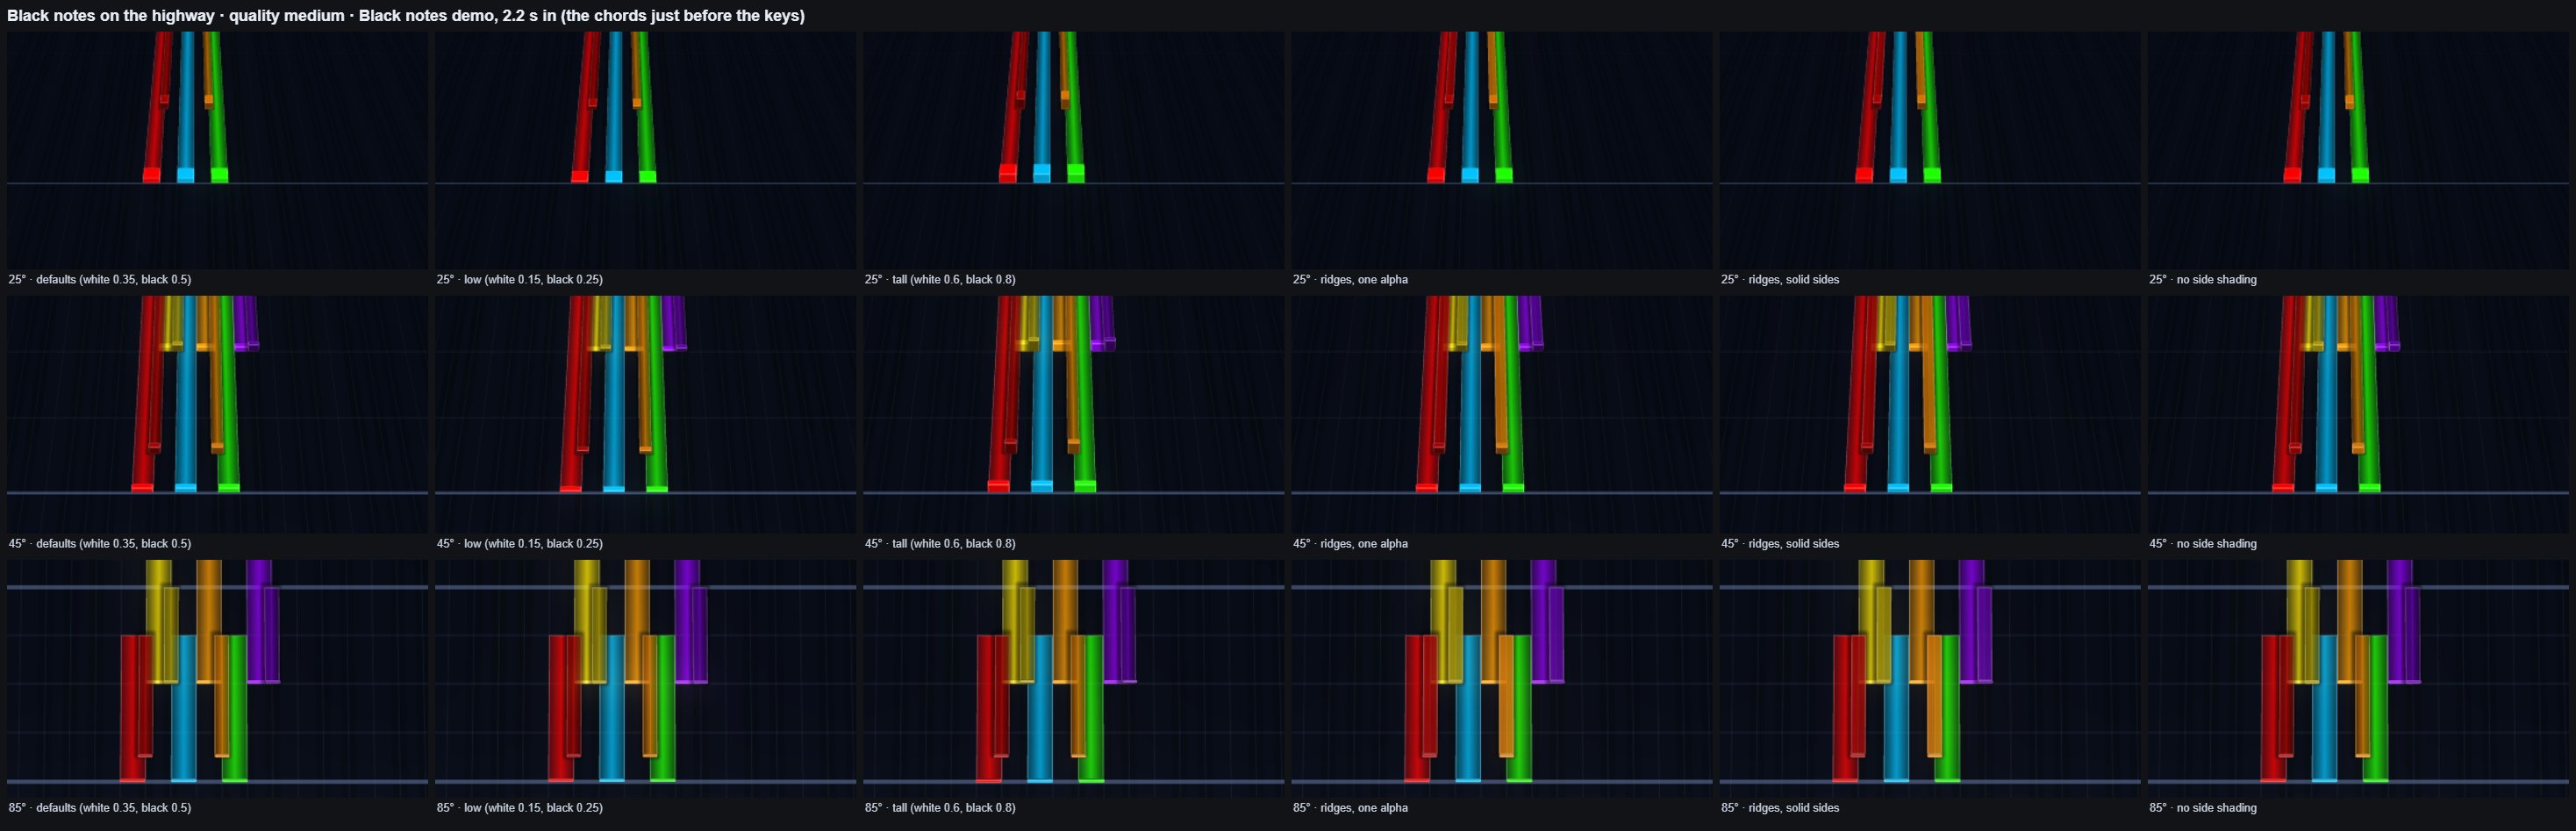 Black notes on the highway · quality medium · Black notes demo, 2.2 s in (the chords just before the keys)
25° · defaults (white 0.35, black 0.5)
25° · low (white 0.15, black 0.25)
25° · tall (white 0.6, black 0.8)
25° · ridges, one alpha
25° · ridges, solid sides
25° · no side shading
45° · defaults (white 0.35, black 0.5)
45° · low (white 0.15, black 0.25)
45° · tall (white 0.6, black 0.8)
45° · ridges, one alpha
45° · ridges, solid sides
45° · no side shading
85° · defaults (white 0.35, black 0.5)
85° · low (white 0.15, black 0.25)
85° · tall (white 0.6, black 0.8)
85° · ridges, one alpha
85° · ridges, solid sides
85° · no side shading